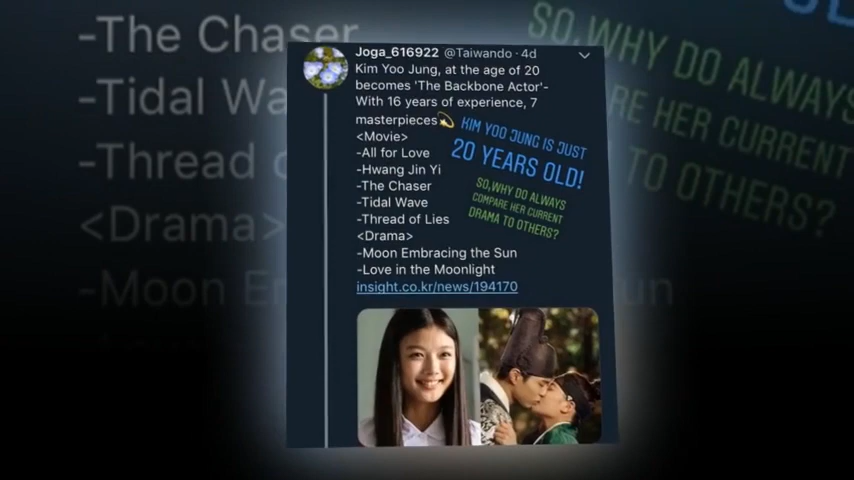 -The Chaser
-Tidal Wa
-Thread o
<Drama>
-Moon En
SO,WHY DO ALWAYS
RE HER CURRENT
TO OTHERS?
Joga_616922 @Taiwando · 4d
Kim Yoo Jung, at the age of 20
becomes 'The Backbone Actor'-
With 16 years of experience, 7
masterpieces💫
<Movie>
-All for Love
-Hwang Jin Yi
-The Chaser
-Tidal Wave
-Thread of Lies
<Drama>
-Moon Embracing the Sun
-Love in the Moonlight
insight.co.kr/news/194170
KIM YOO JUNG IS JUST
20 YEARS OLD!
SO,WHY DO ALWAYS
COMPARE HER CURRENT
DRAMA TO OTHERS?